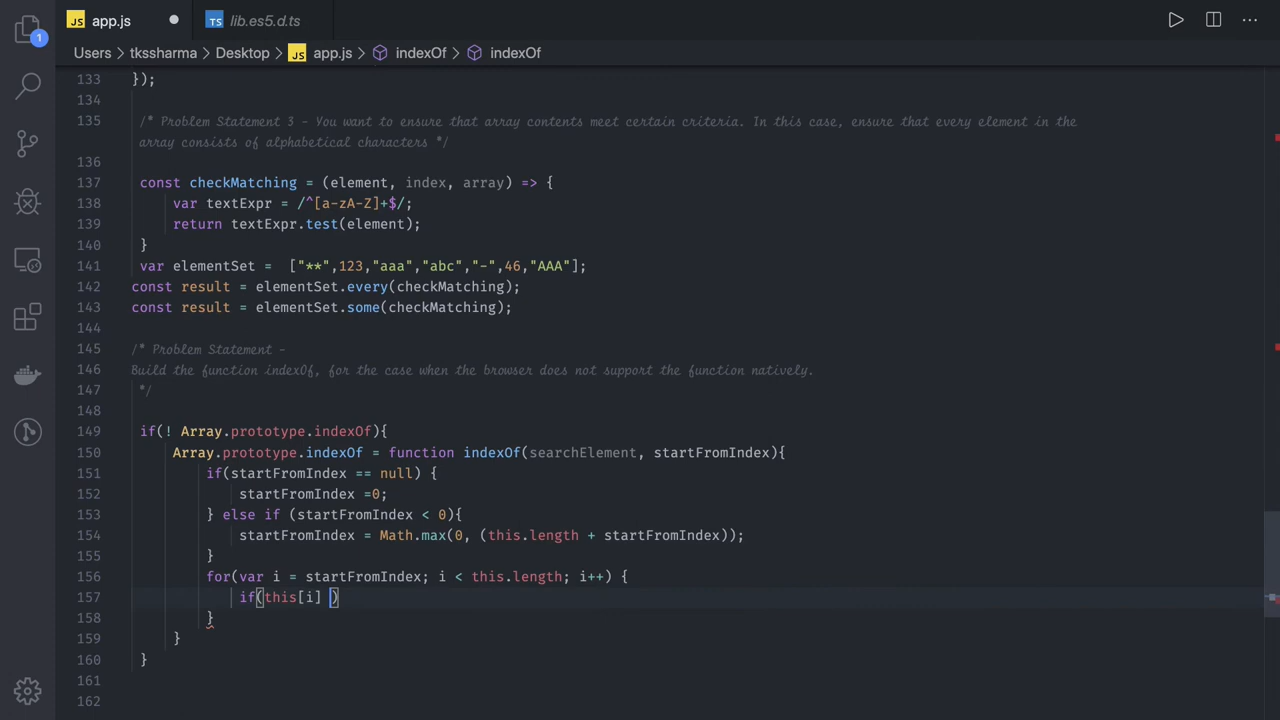 JS app.js
TS lib.es5.d.ts
Users > tkssharma > Desktop > JS app.js > indexOf > indexOf
1
133 });
134
135 /* Problem Statement 3 - You want to ensure that array contents meet certain criteria. In this case, ensure that every element in the
array consists of alphabetical characters */
136
137 const checkMatching = (element, index, array) => {
138 var textExpr = /^[a-zA-Z]+$/;
139 return textExpr.test(element);
140 }
141 var elementSet =  ["**",123,"aaa","abc","-",46,"AAA"];
142 const result = elementSet.every(checkMatching);
143 const result = elementSet.some(checkMatching);
144
145 /* Problem Statement -
146 Build the function indexOf, for the case when the browser does not support the function natively.
147 */
148
149 if(! Array.prototype.indexOf){
150 Array.prototype.indexOf = function indexOf(searchElement, startFromIndex){
151 if(startFromIndex == null) {
152 startFromIndex =0;
153 } else if (startFromIndex < 0){
154 startFromIndex = Math.max(0, (this.length + startFromIndex));
155 }
156 for(var i = startFromIndex; i < this.length; i++) {
157 if(this[i] )
158 }
159 }
160 }
161
162